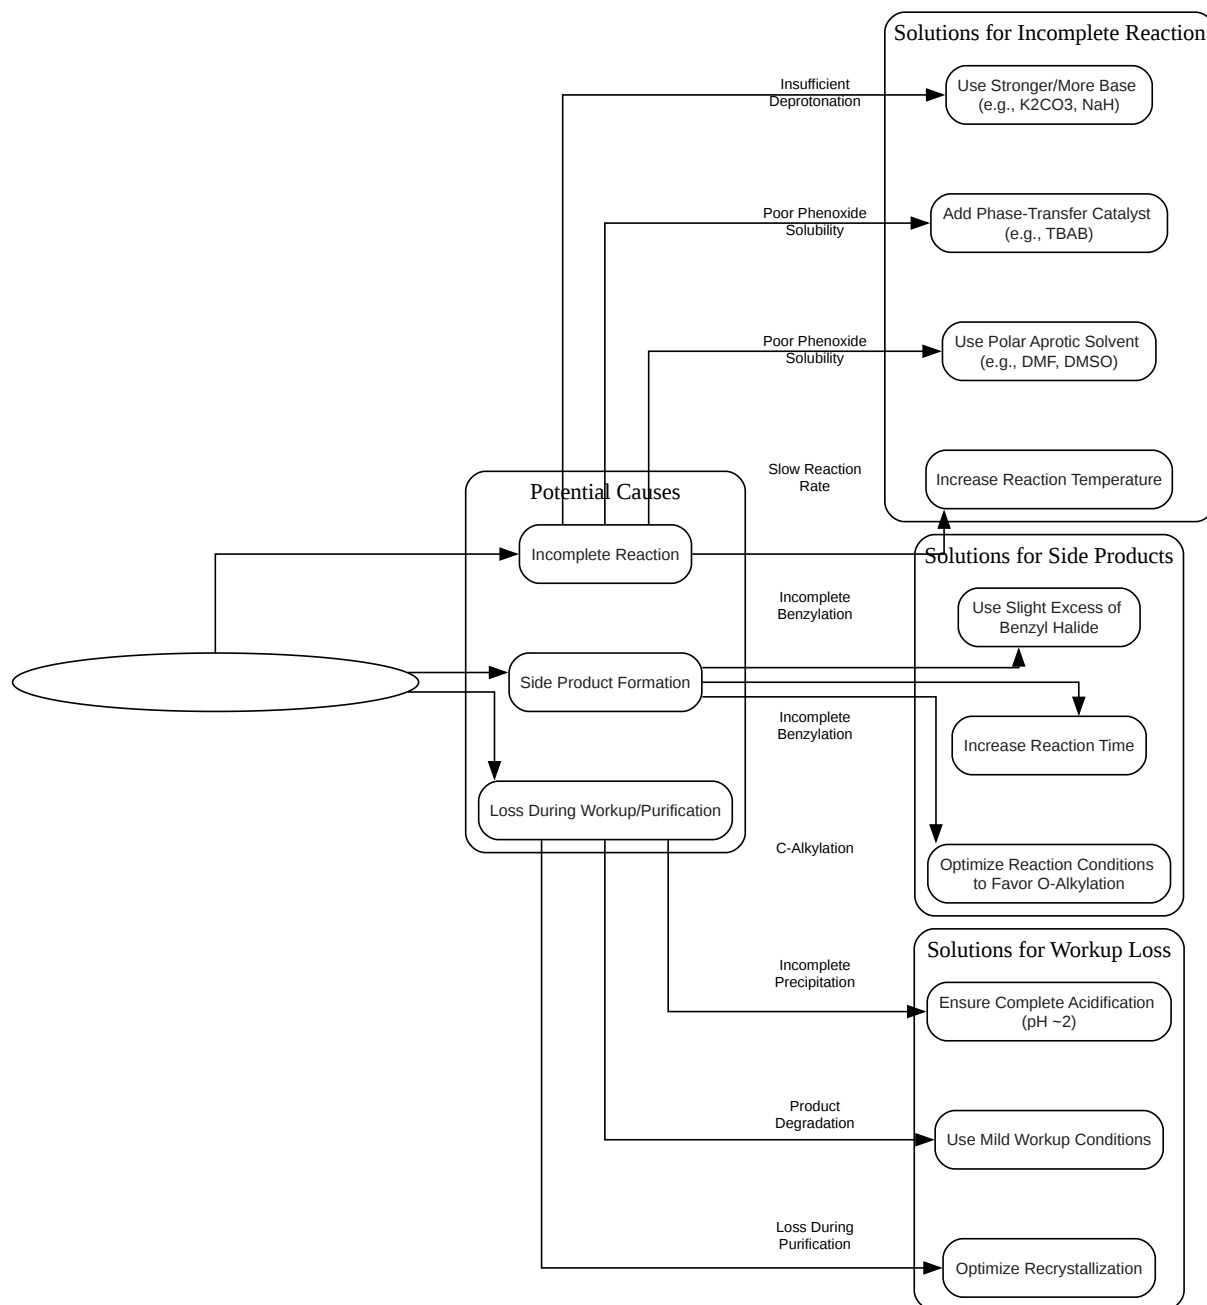 Solutions for Incomplete Reaction
Insufficient
Deprotonation
Use Stronger/More Base
(e.g., K2CO3, NaH)
Poor Phenoxide
Solubility
Add Phase-Transfer Catalyst
(e.g., TBAB)
Poor Phenoxide
Solubility
Use Polar Aprotic Solvent
(e.g., DMF, DMSO)
Slow Reaction
Rate
Increase Reaction Temperature
Potential Causes
Incomplete Reaction
Solutions for Side Products
Incomplete
Benzylation
Use Slight Excess of
Benzyl Halide
Side Product Formation
Incomplete
Benzylation
Increase Reaction Time
Loss During Workup/Purification
C-Alkylation
Optimize Reaction Conditions
to Favor O-Alkylation
Solutions for Workup Loss
Incomplete
Precipitation
Ensure Complete Acidification
(pH ~2)
Product
Degradation
Use Mild Workup Conditions
Loss During
Purification
Optimize Recrystallization